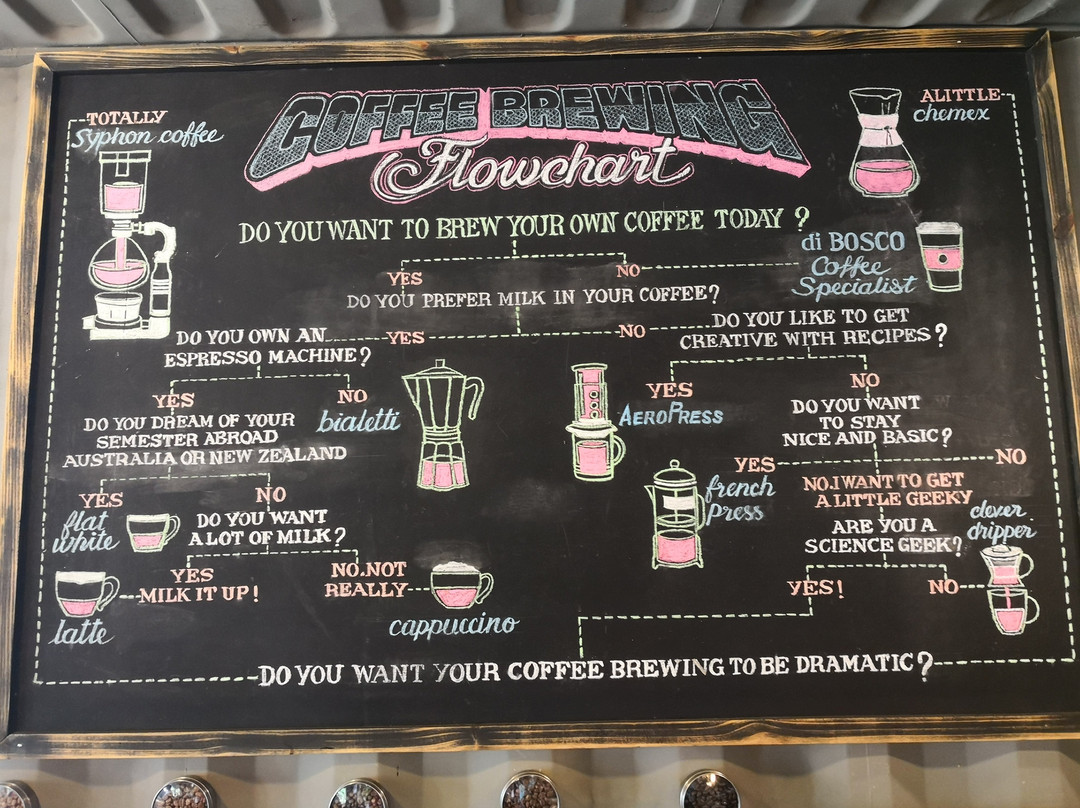 COFFEE BREWING
Flowchart
TOTALLY
Syphon coffee
A LITTLE
chemex
DO YOU WANT TO BREW YOUR OWN COFFEE TODAY ?
YES
NO
di BOSCO
Coffee
Specialist
DO YOU PREFER MILK IN YOUR COFFEE?
YES
NO
DO YOU OWN AN
ESPRESSO MACHINE?
DO YOU LIKE TO GET
CREATIVE WITH RECIPES?
YES
NO
bialetti
YES
AEROPRESS
NO
DO YOU DREAM OF YOUR
SEMESTER ABROAD
AUSTRALIA OR NEW ZEALAND
DO YOU WANT
TO STAY
NICE AND BASIC?
YES
flat
white
NO
DO YOU WANT
A LOT OF MILK?
YES
french
press
NO
NO.I WANT TO GET
A LITTLE GEEKY
ARE YOU A
SCIENCE GEEK?
clever
dripper
YES
MILK IT UP!
latte
NO.NOT
REALLY
cappuccino
YES!
NO
DO YOU WANT YOUR COFFEE BREWING TO BE DRAMATIC?